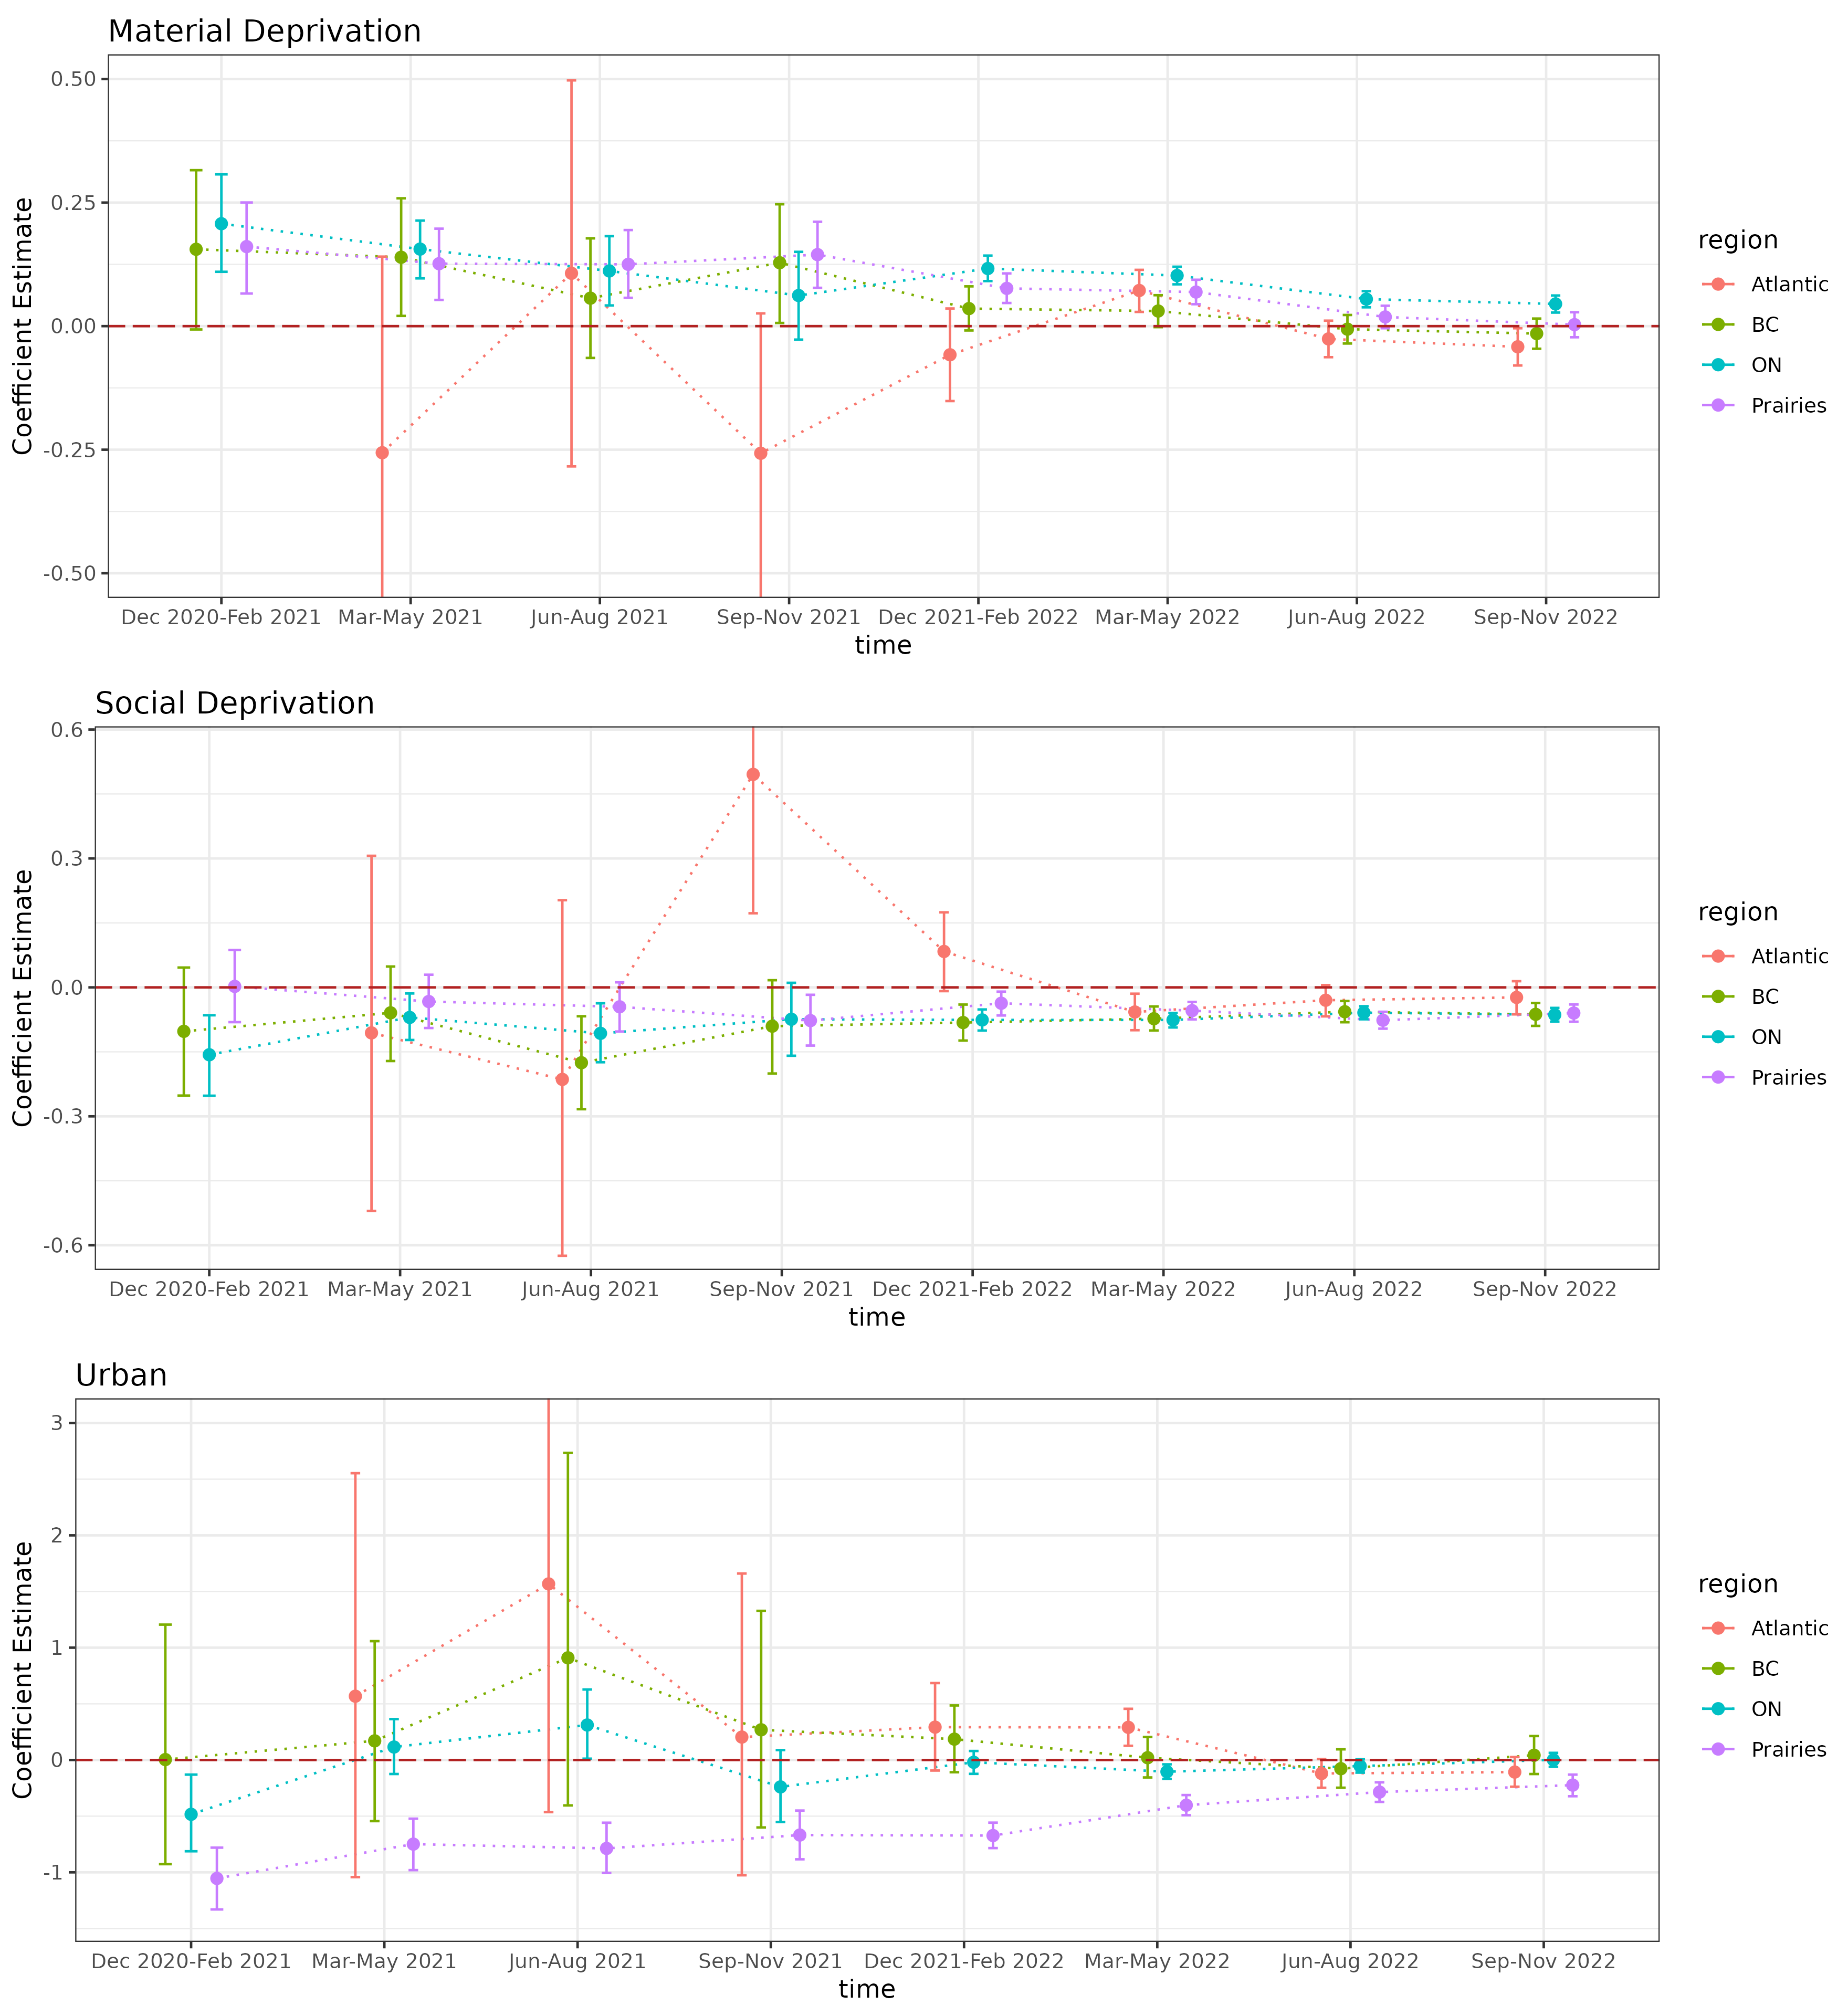 Material Deprivation
0.50
0.25
0.00
-0.25
-0.50
Coefficient Estimate
Dec 2020-Feb 2021 Mar-May 2021 Jun-Aug 2021 Sep-Nov 2021 Dec 2021-Feb 2022 Mar-May 2022 Jun-Aug 2022 Sep-Nov 2022
time
region
Atlantic
BC
ON
Prairies
Social Deprivation
0.6
0.3
0.0
-0.3
-0.6
Coefficient Estimate
Dec 2020-Feb 2021 Mar-May 2021 Jun-Aug 2021 Sep-Nov 2021 Dec 2021-Feb 2022 Mar-May 2022 Jun-Aug 2022 Sep-Nov 2022
time
region
Atlantic
BC
ON
Prairies
Urban
3
2
1
0
-1
Coefficient Estimate
Dec 2020-Feb 2021 Mar-May 2021 Jun-Aug 2021 Sep-Nov 2021 Dec 2021-Feb 2022 Mar-May 2022 Jun-Aug 2022 Sep-Nov 2022
time
region
Atlantic
BC
ON
Prairies